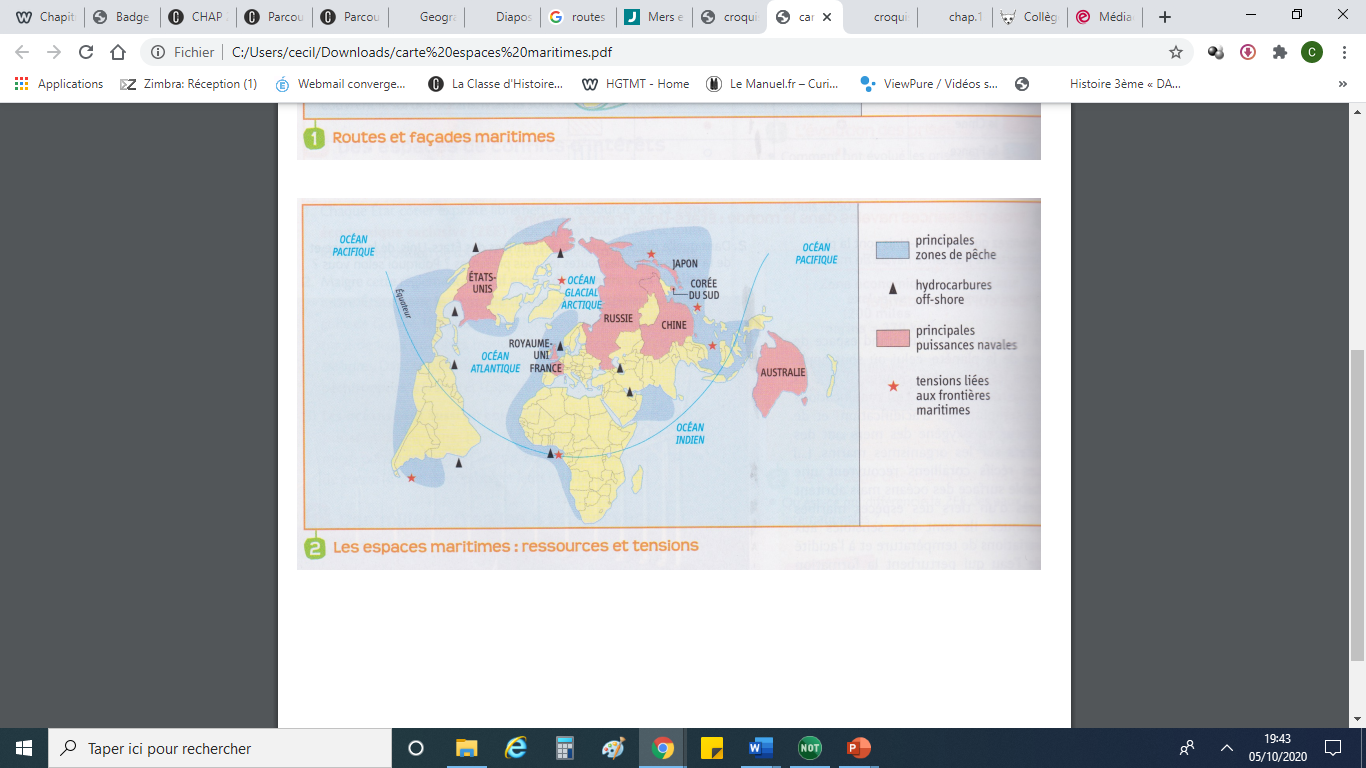 Chapit
Badge
CHAP
Parcou
Parcou
Geogra
Diapos
routes
Mers e
croqui
car
croqui
chap.1
Collèg
Média
Fichier
C:/Users/cecil/Downloads/carte%20espaces%20maritimes.pdf
C
Applications
Zimbra: Réception (1)
Webmail converge...
La Classe d'Histoire...
HGTMT - Home
Le Manuel.fr – Curi...
ViewPure / Vidéos s...
Histoire 3ème « DA...
»
1 Routes et façades maritimes
OCÉAN
PACIFIQUE
Équateur
ÉTATS-
UNIS
OCÉAN
GLACIAL
ARCTIQUE
JAPON
CORÉE
DU SUD
RUSSIE
CHINE
OCÉAN
PACIFIQUE
ROYAUME-
UNI
FRANCE
OCÉAN
ATLANTIQUE
AUSTRALIE
OCÉAN
INDIEN
principales
zones de pêche
hydrocarbures
off-shore
principales
puissances navales
tensions liées
aux frontières
maritimes
2 Les espaces maritimes : ressources et tensions
Taper ici pour rechercher
NOT
19:43
05/10/2020